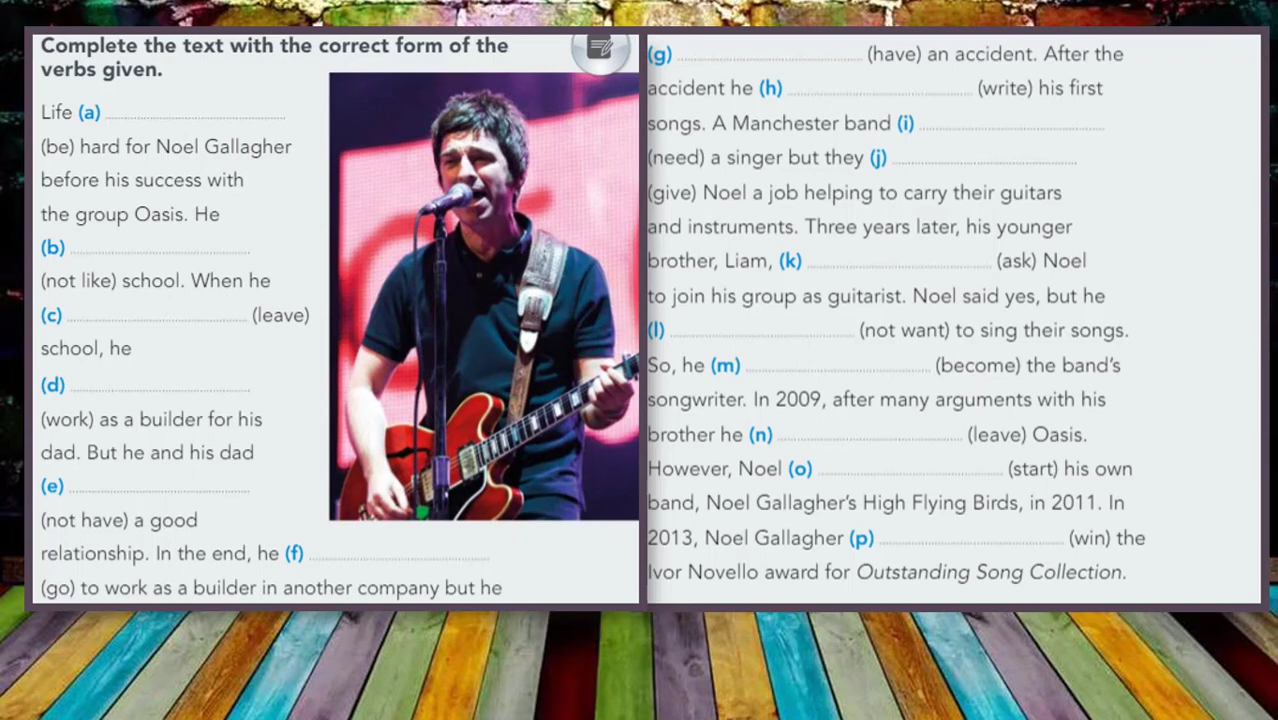 Complete the text with the correct form of the
verbs given.
Life (a) ..............................
(be) hard for Noel Gallagher
before his success with
the group Oasis. He
(b) ..............................
(not like) school. When he
(c) .............................. (leave)
school, he
(d) ..............................
(work) as a builder for his
dad. But he and his dad
(e) ..............................
(not have) a good
relationship. In the end, he (f) ..............................
(go) to work as a builder in another company but he
(g) .............................. (have) an accident. After the
accident he (h) .............................. (write) his first
songs. A Manchester band (i) ..............................
(need) a singer but they (j) ..............................
(give) Noel a job helping to carry their guitars
and instruments. Three years later, his younger
brother, Liam, (k) .............................. (ask) Noel
to join his group as guitarist. Noel said yes, but he
(l) .............................. (not want) to sing their songs.
So, he (m) .............................. (become) the band's
songwriter. In 2009, after many arguments with his
brother he (n) .............................. (leave) Oasis.
However, Noel (o) .............................. (start) his own
band, Noel Gallagher's High Flying Birds, in 2011. In
2013, Noel Gallagher (p) .............................. (win) the
Ivor Novello award for Outstanding Song Collection.